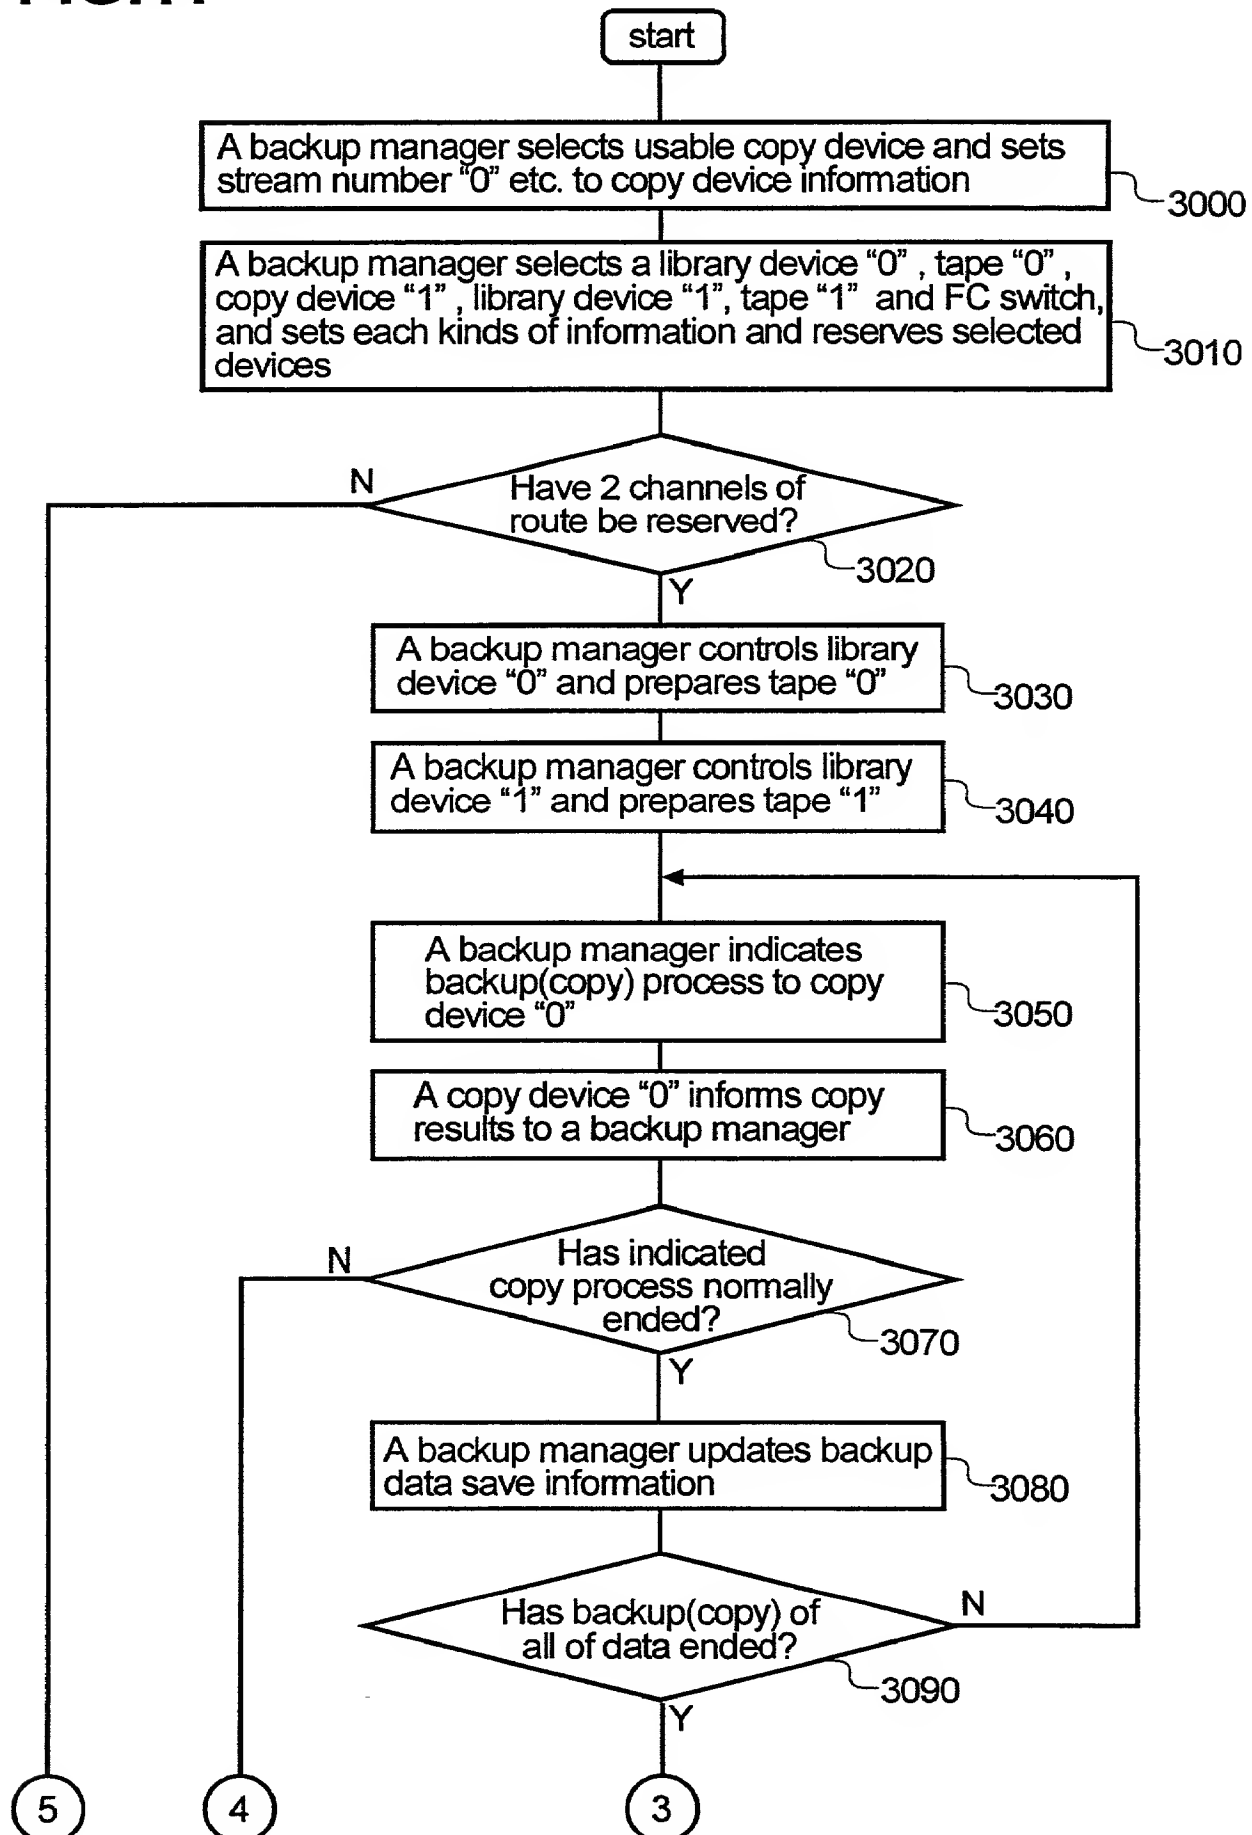 start
A backup manager selects usable copy device and sets
stream number “0” etc. to copy device information
3000
A backup manager selects a library device “0” , tape “0” ,
copy device “1” , library device “1”, tape “1” and FC switch,
and sets each kinds of information and reserves selected
devices
3010
N
Have 2 channels of
route be reserved?
3020
Y
A backup manager controls library
device “0” and prepares tape “0”
3030
A backup manager controls library
device “1” and prepares tape “1”
3040
A backup manager indicates
backup(copy) process to copy
device “0”
3050
A copy device “0” informs copy
results to a backup manager
3060
N
Has indicated
copy process normally
ended?
3070
Y
A backup manager updates backup
data save information
3080
Has backup(copy) of
all of data ended?
N
3090
Y
5
4
3